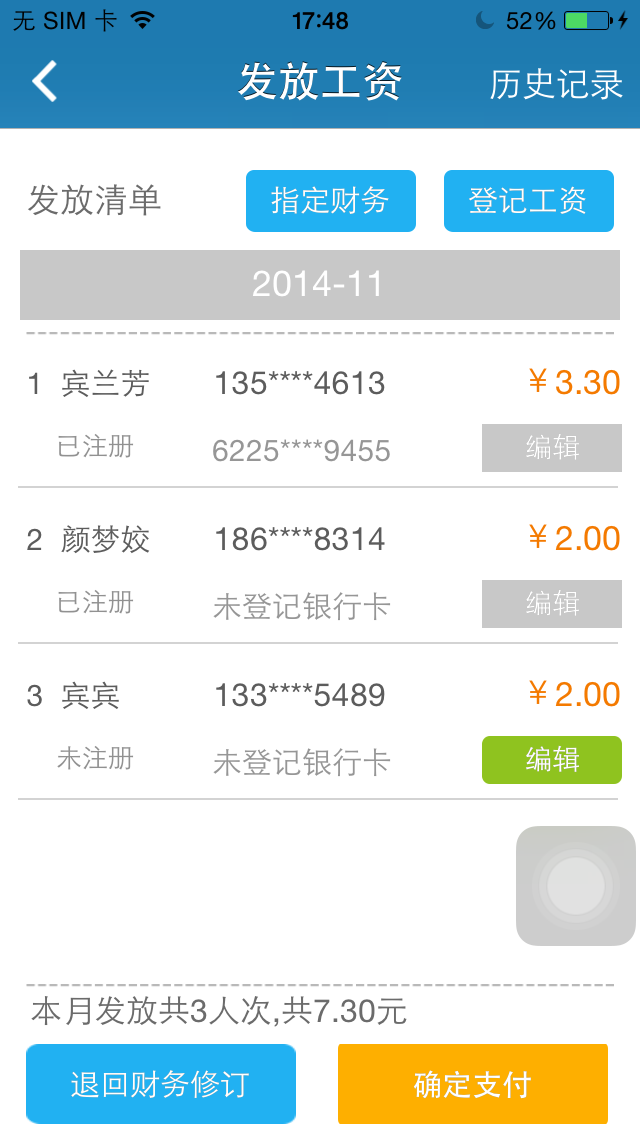 无 SIM 卡 17:48 52%
发放工资 历史记录
发放清单 指定财务 登记工资
2014-11
1 宾兰芳 135****4613 ￥3.30
已注册 6225****9455 编辑
2 颜梦姣 186****8314 ￥2.00
已注册 未登记银行卡 编辑
3 宾宾 133****5489 ￥2.00
未注册 未登记银行卡 编辑
本月发放共3人次,共7.30元
退回财务修订 确定支付